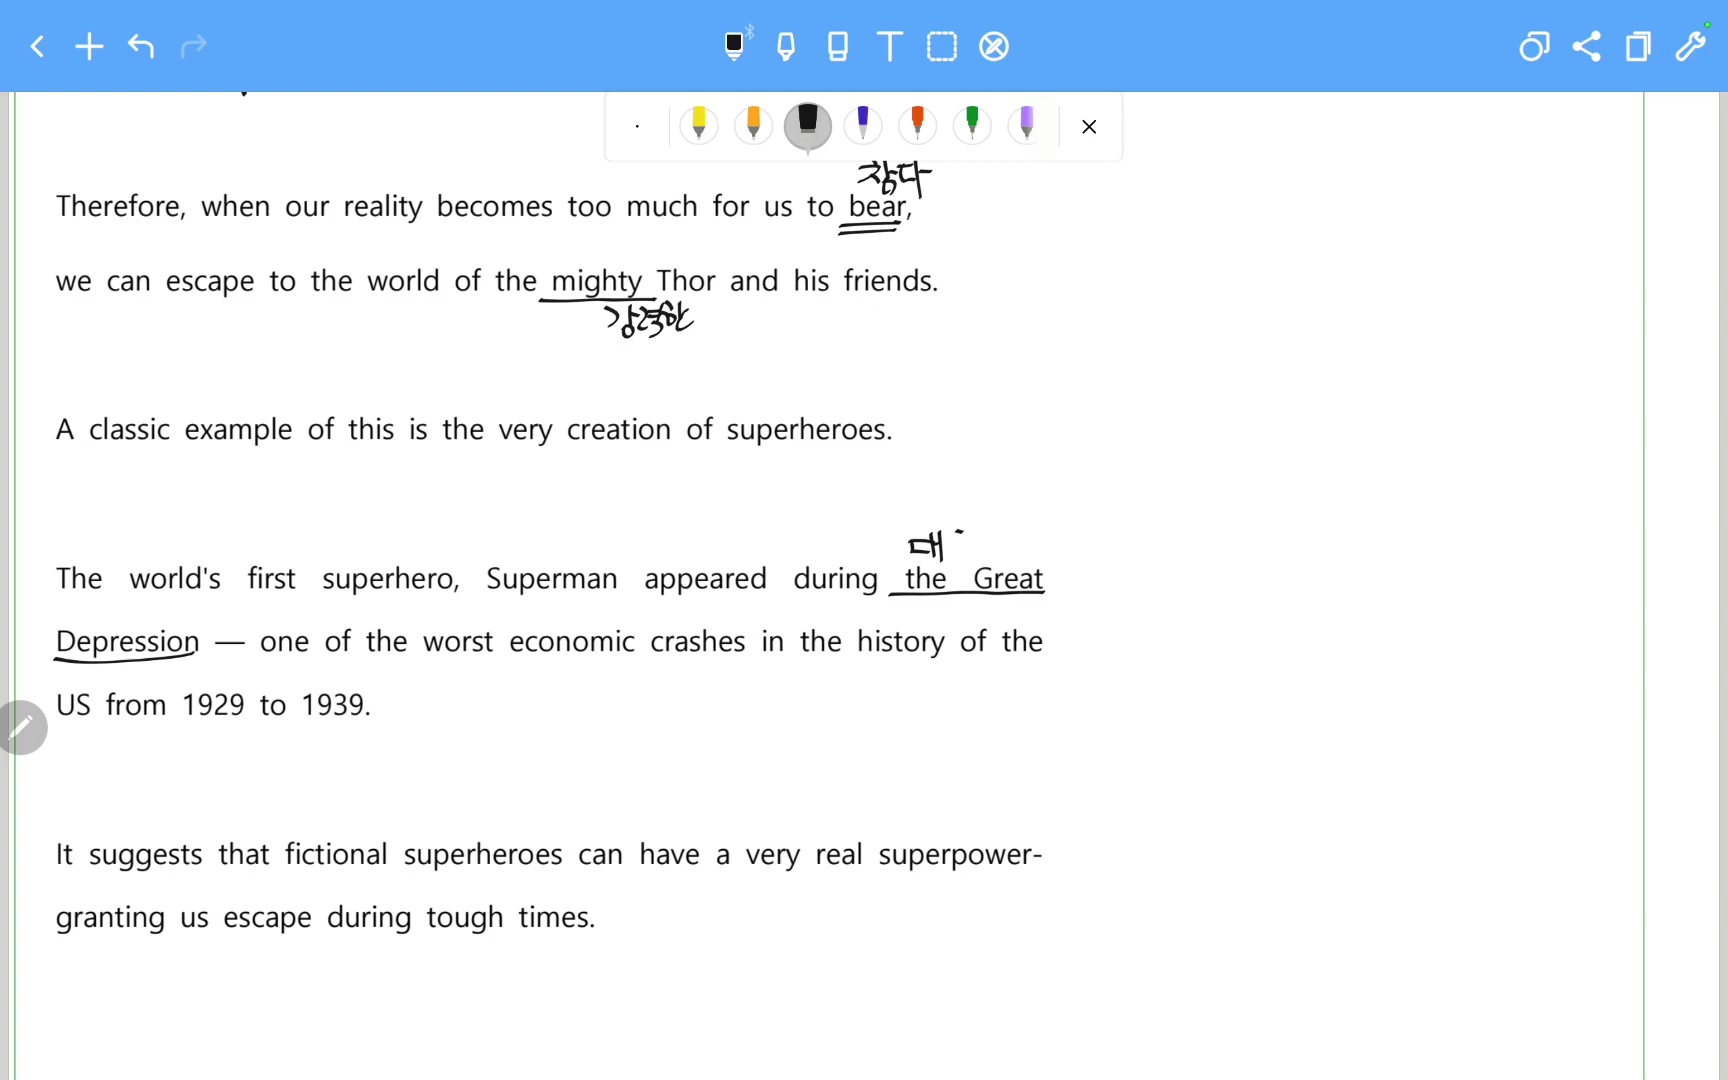 참다
Therefore, when our reality becomes too much for us to bear,
we can escape to the world of the mighty Thor and his friends.
강력한
A classic example of this is the very creation of superheroes.
대
The world's first superhero, Superman appeared during the Great
Depression — one of the worst economic crashes in the history of the
US from 1929 to 1939.
It suggests that fictional superheroes can have a very real superpower-
granting us escape during tough times.